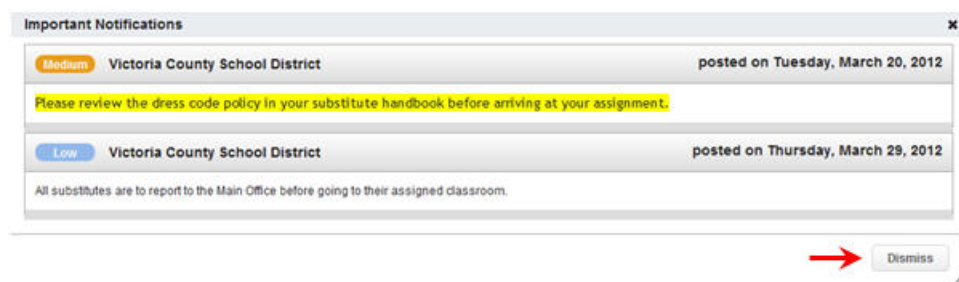 Important Notifications
Medium Victoria County School District posted on Tuesday, March 20, 2012
Please review the dress code policy in your substitute handbook before arriving at your assignment.
Low Victoria County School District posted on Thursday, March 29, 2012
All substitutes are to report to the Main Office before going to their assigned classroom.
Dismiss